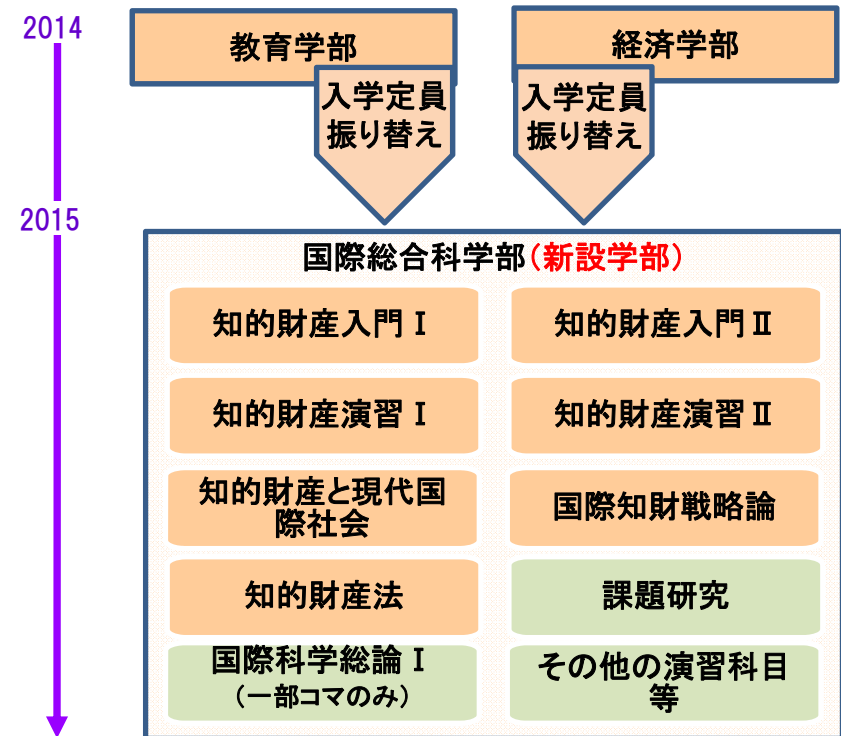 2014
教育学部
経済学部
入学定員
振り替え
入学定員
振り替え
2015
国際総合科学部(新設学部)
知的財産入門Ⅰ
知的財産入門Ⅱ
知的財産演習Ⅰ
知的財産演習Ⅱ
知的財産と現代国
際社会
国際知財戦略論
知的財産法
課題研究
国際科学総論Ⅰ
(一部コマのみ)
その他の演習科目
等